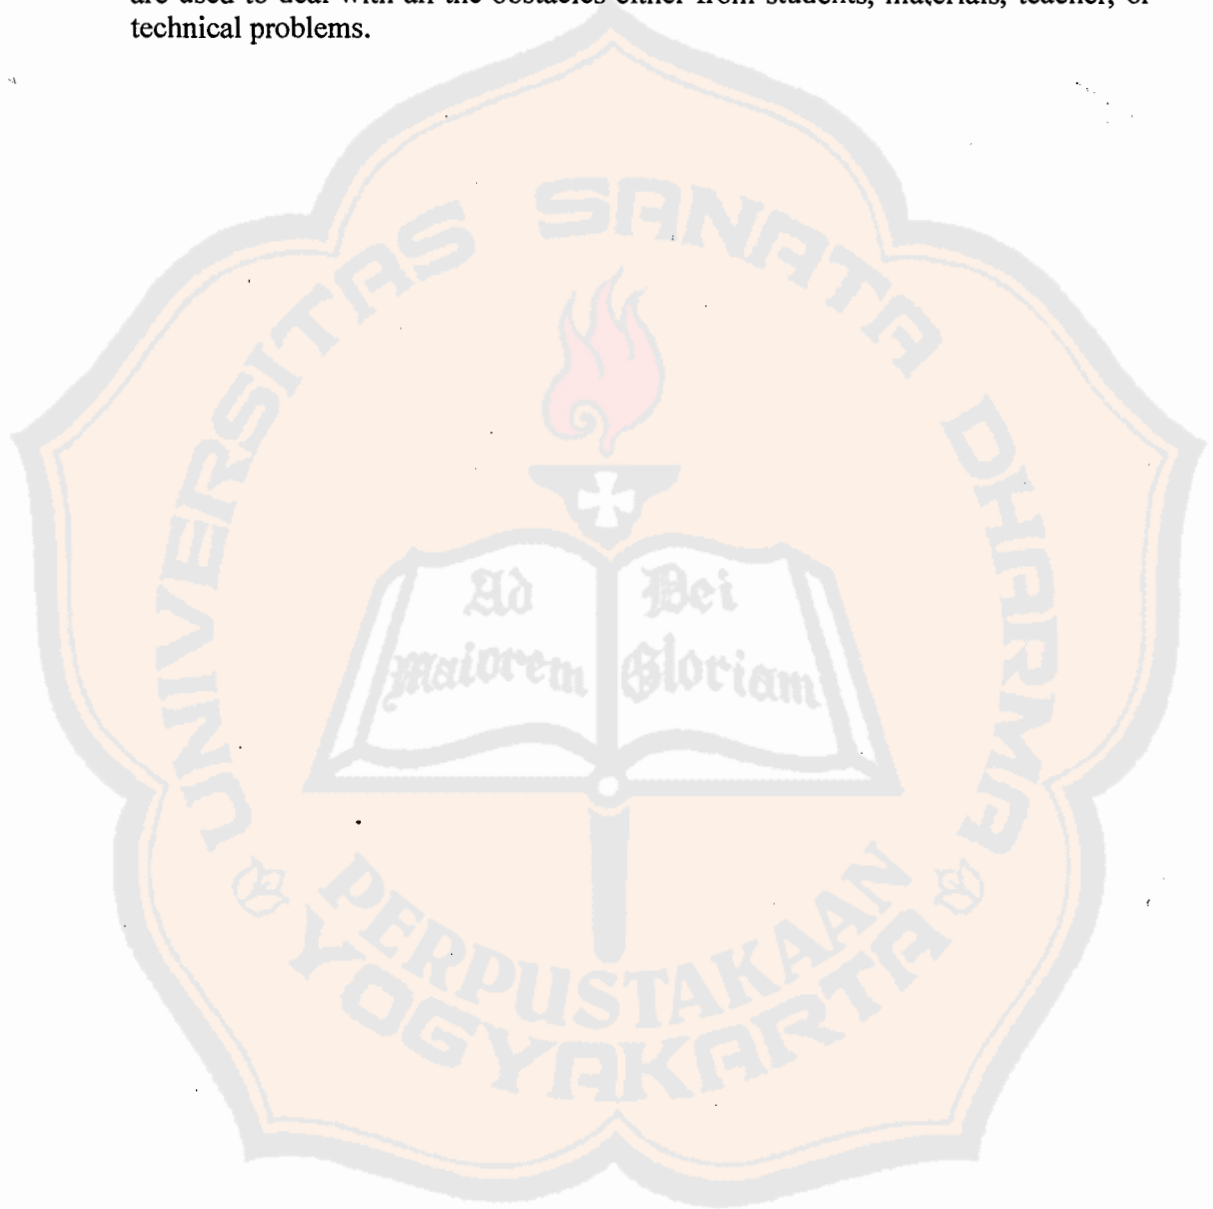 are used to deal with all the obstacles either from students, materials, teacher, or
technical problems.
UNIVERSITAS SANATA DHARMA
Ad Dei
Maiorem Gloriam
PERPUSTAKAAN
YOGYAKARTA